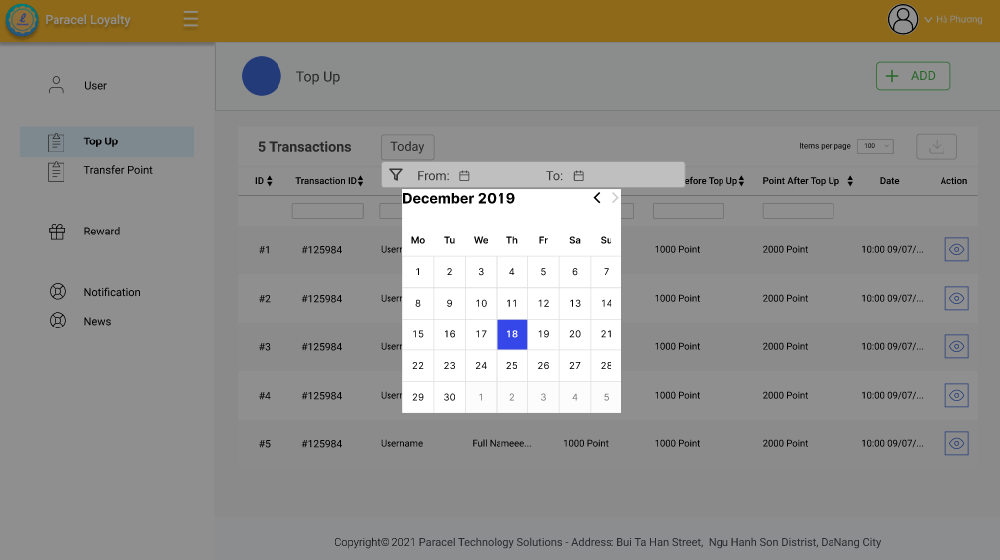 Paracel Loyalty
Hà Phương
User
Top Up
Transfer Point
Reward
Notification
News
Top Up
ADD
5 Transactions
Today
Items per page
100
From:
To:
ID
Transaction ID
efore Top Up
Point After Top Up
Date
Action
December 2019
Mo Tu We Th Fr Sa Su
1 2 3 4 5 6 7
8 9 10 11 12 13 14
15 16 17 18 19 20 21
22 23 24 25 26 27 28
29 30 1 2 3 4 5
#1 #125984 Usern 1000 Point 2000 Point 10:00 09/07/...
#2 #125984 Usern 1000 Point 2000 Point 10:00 09/07/...
#3 #125984 Usern 1000 Point 2000 Point 10:00 09/07/...
#4 #125984 Usern 1000 Point 2000 Point 10:00 09/07/...
#5 #125984 Username Full Nameee... 1000 Point 1000 Point 2000 Point 10:00 09/07/...
Copyright© 2021 Paracel Technology Solutions - Address: Bui Ta Han Street, Ngu Hanh Son Distrist, DaNang City